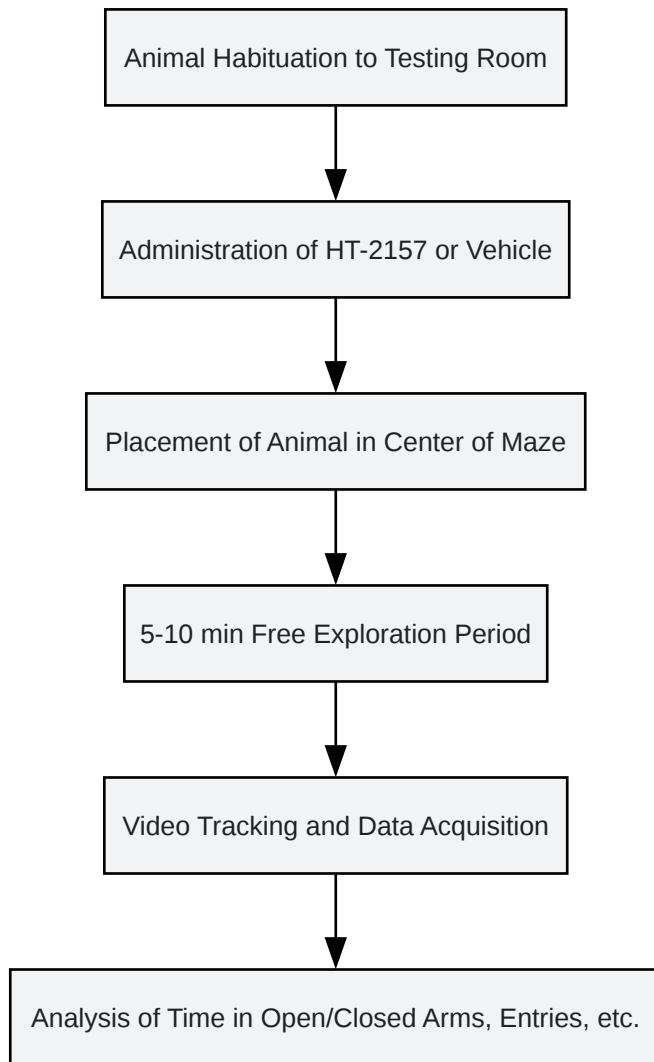 Animal Habituation to Testing Room
Administration of HT-2157 or Vehicle
Placement of Animal in Center of Maze
5-10 min Free Exploration Period
Video Tracking and Data Acquisition
Analysis of Time in Open/Closed Arms, Entries, etc.